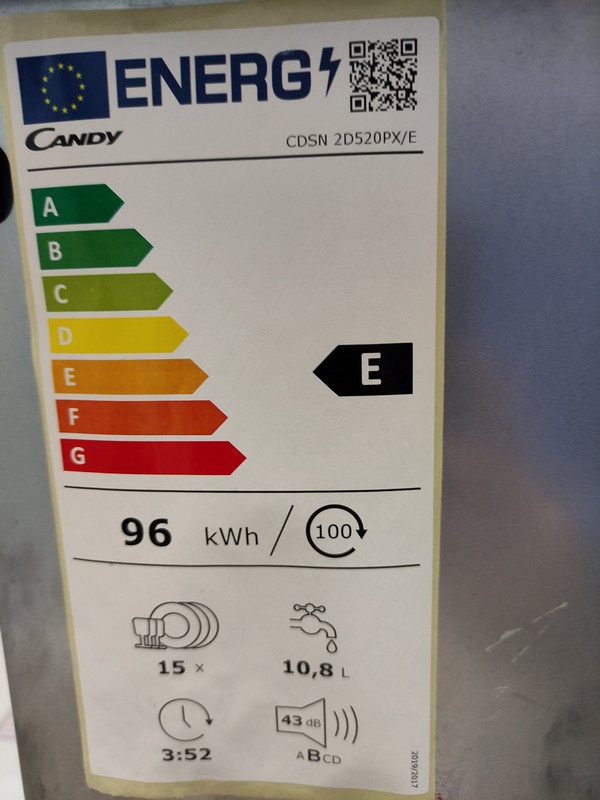 ENERG
CANDY
CDSN 2D520PX/E
A
B
C
D
E
E
F
G
96 kWh / 100
15 x
10,8 L
43 dB
3:52
ABCD
2019/2017